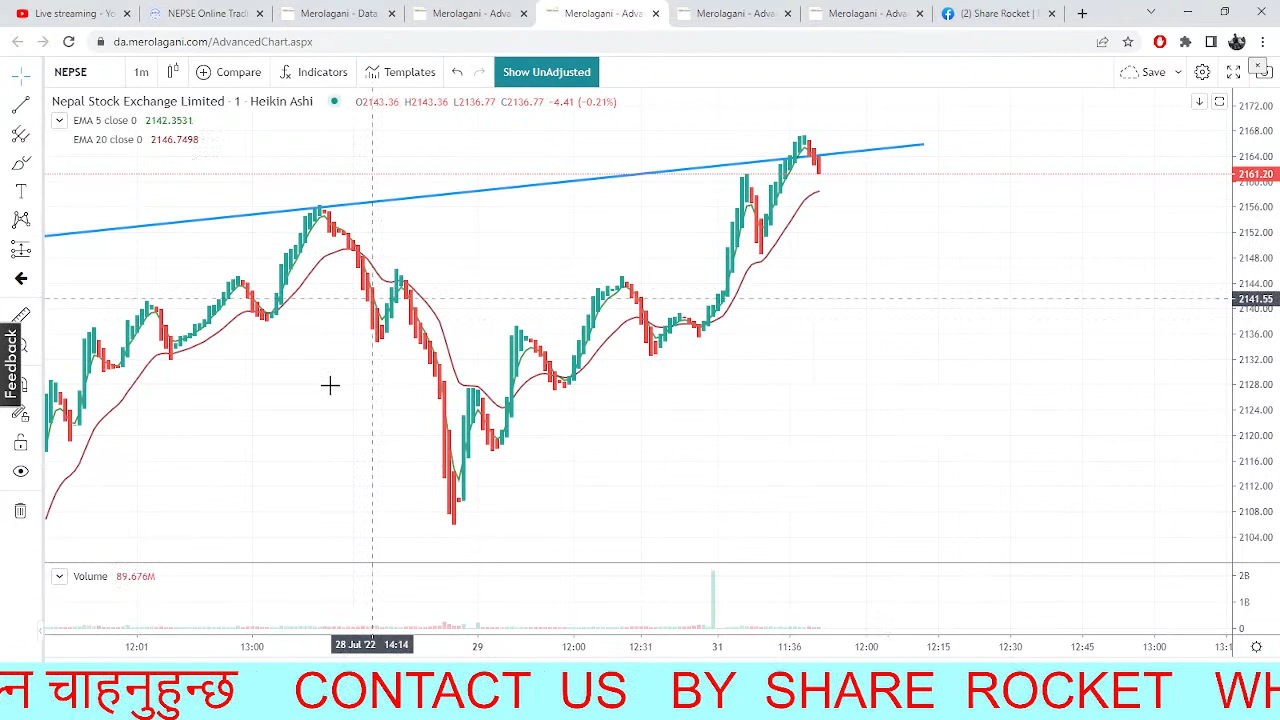 Live streaming - Yo
NEPSE Online Tradi
Merolagani - Data
Merolagani - Adva
Merolagani - Adva
Merolagani - Adva
Merolagani - Adva
(2) Share Rocket | E
da.merolagani.com/AdvancedChart.aspx
NEPSE 1m Compare Indicators Templates Show UnAdjusted Save
Nepal Stock Exchange Limited · 1 · Heikin Ashi O2143.36 H2143.36 L2136.77 C2136.77 -4.41 (-0.21%)
EMA 5 close 0 2142.3531
EMA 20 close 0 2146.7498
2172.00
2168.00
2164.00
2161.20
2160.00
2156.00
2152.00
2148.00
2144.00
2141.55
2140.00
2136.00
2132.00
2128.00
2124.00
2120.00
2116.00
2112.00
2108.00
2104.00
Feedback
Volume 89.676M
2B
1B
0
12:01 13:00 28 Jul '22 14:14 29 12:00 12:31 31 11:36 12:00 12:15 12:30 12:45 13:00 13:1
न चाहनुहुन्छ CONTACT US BY SHARE ROCKET WH